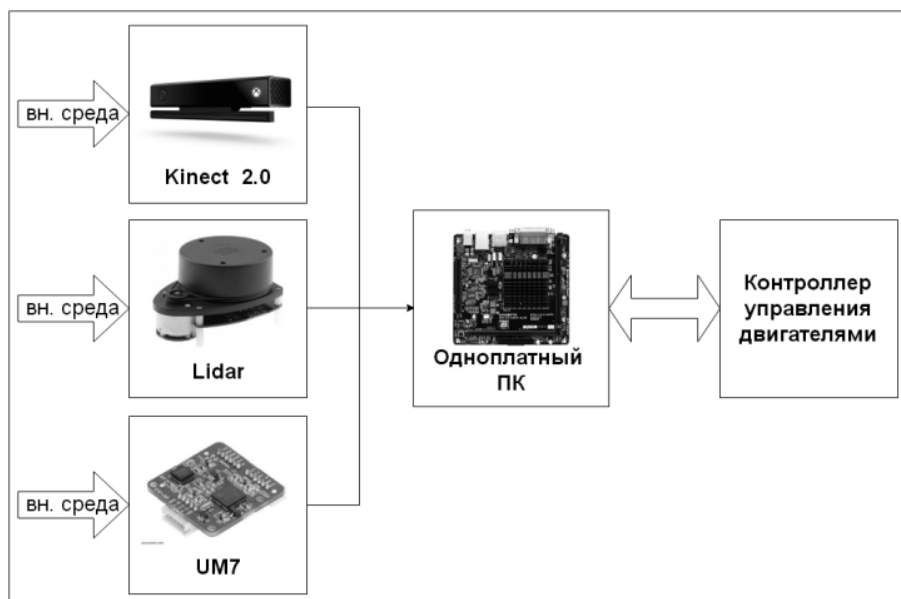 вн. среда
Kinect 2.0
вн. среда
Lidar
вн. среда
UM7
Одноплатный
ПК
Контроллер
управления
двигателями